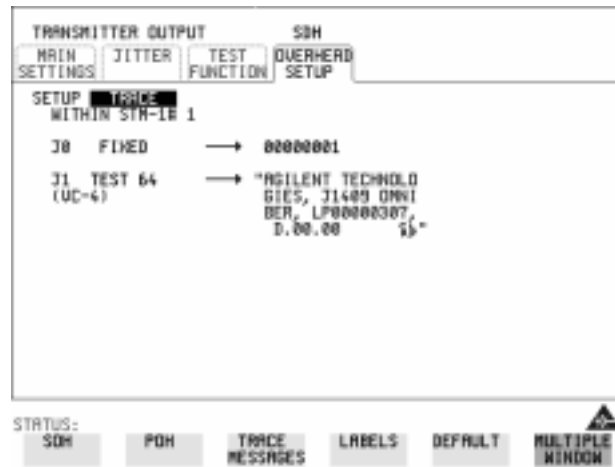 TRANSMITTER OUTPUT SDH
MAIN SETTINGS JITTER TEST FUNCTION OVERHEAD SETUP
SETUP TRACE
WITHIN STM-1# 1
J0 FIXED → 00000001
J1 TEST 64 → "AGILENT TECHNOLO
(VC-4) GIES, J1409 OMNI
BER, LP00000307,
D.00.00
STATUS:
SOH POH TRACE MESSAGES LABELS DEFAULT MULTIPLE WINDOW